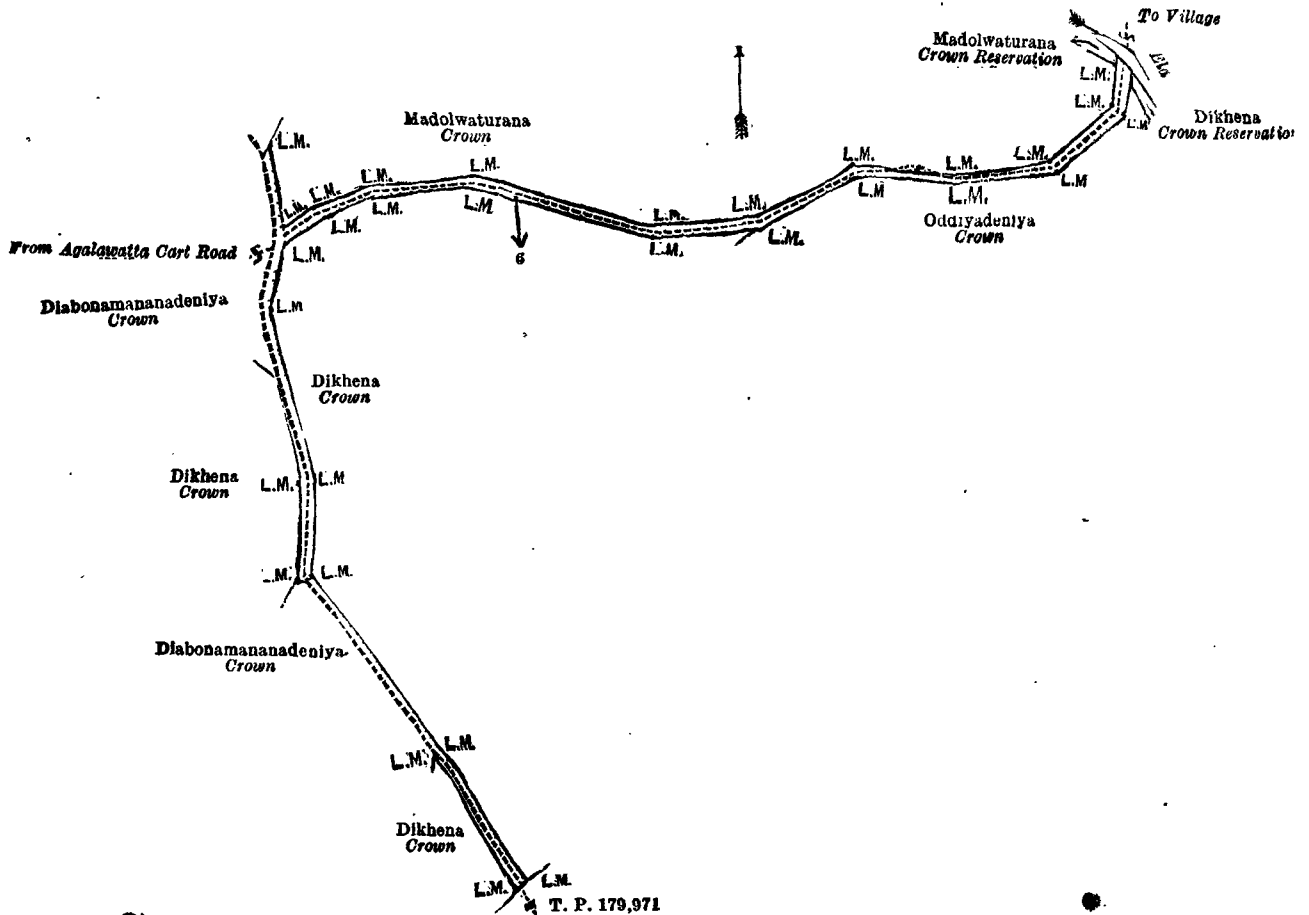 To Village
Madolwaturana
Crown Reservation
Ela
L.M.
L.M.
L.M.
Dikhena
Crown Reservatio
Madolwaturana
Crown
L.M.
L.M.
L.M.
L.M.
L.M.
L.M.
L.M.
L.M
L.M.
L.M.
L.M.
L.M.
L.M.
L.M
L.M.
L.M.
L.M.
L.M
Oddiyadeniya
Crown
6
From Agalawatta Cart Road
L.M.
Diabonamananadeniya
Crown
L.M
Dikhena
Crown
Dikhena
Crown
L.M.
L.M
L.M.
L.M.
Diabonamananadeniya
Crown
L.M.
L.M.
Dikhena
Crown
L.M.
L.M.
T. P. 179,971